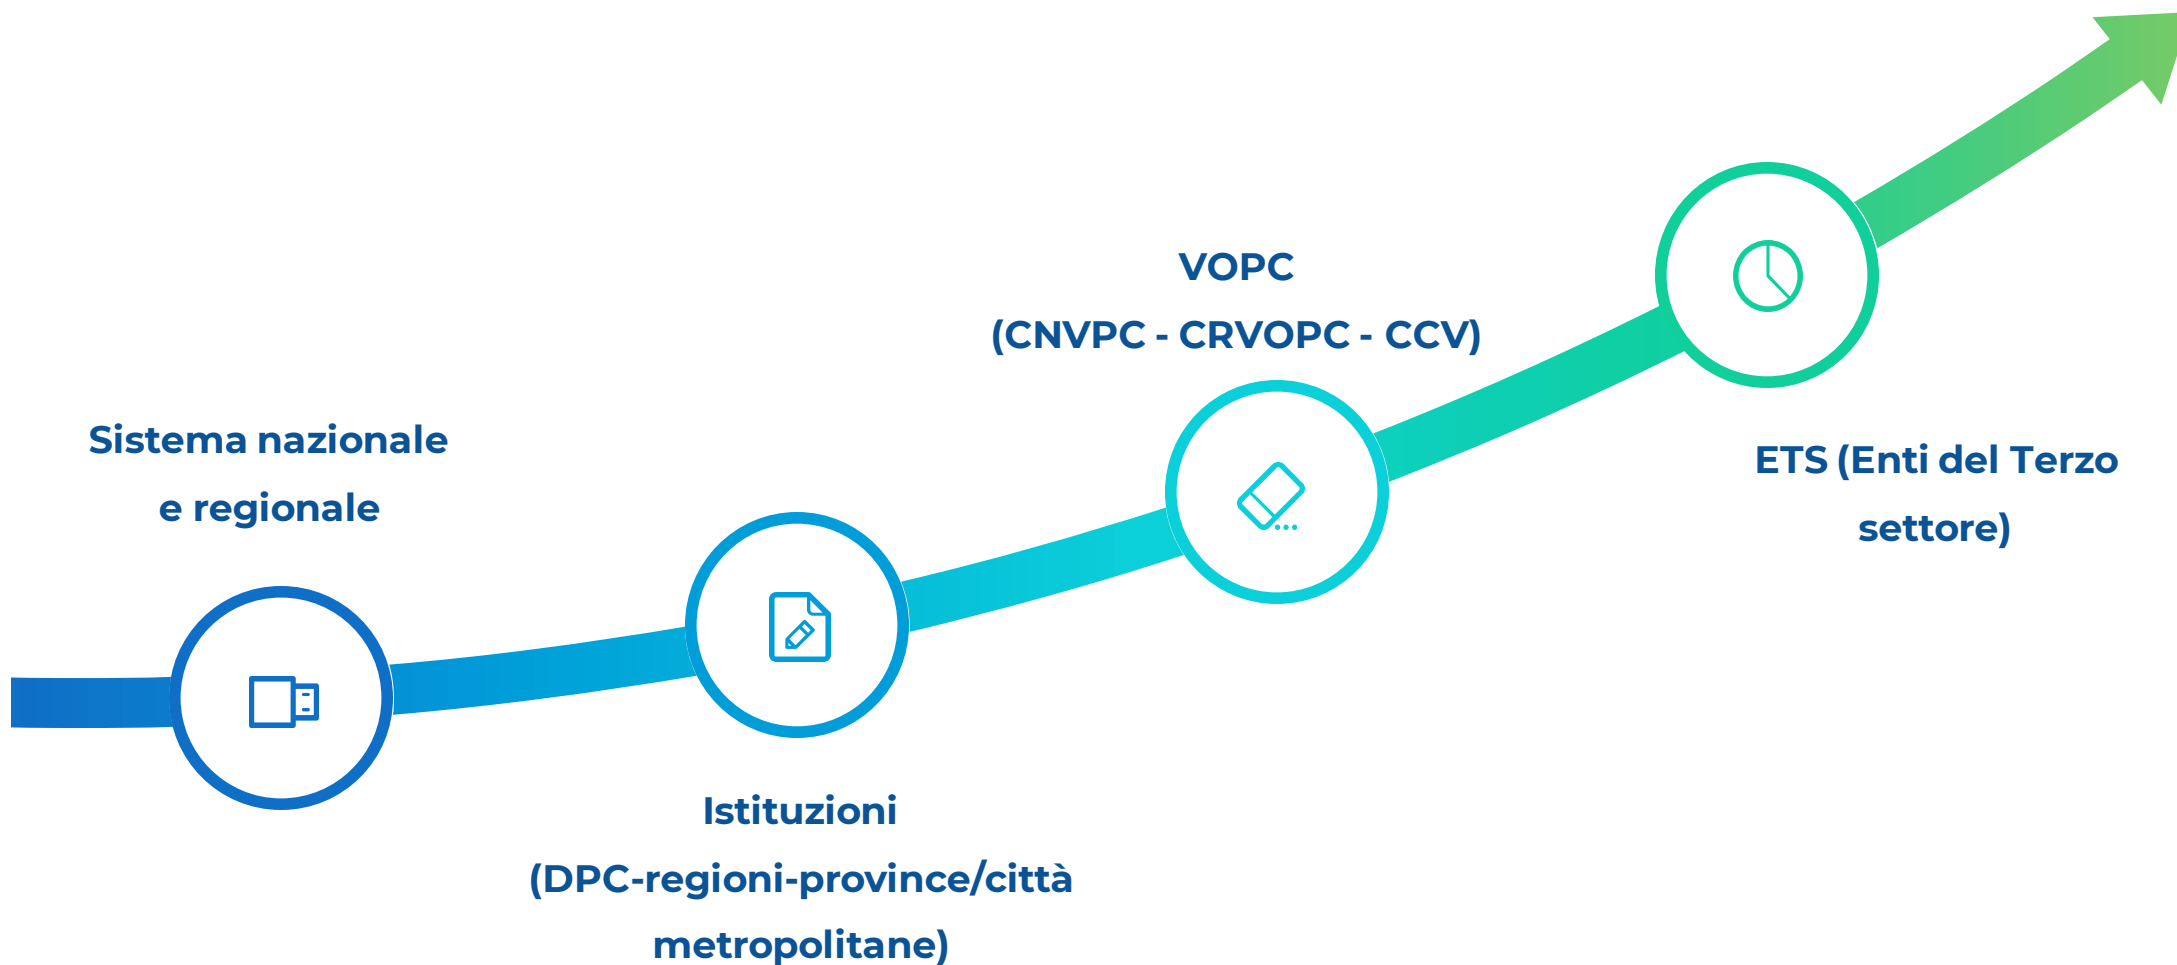 Sistema nazionale
e regionale
Istituzioni
(DPC-regioni-province/città
metropolitane)
VOPC
(CNVPC - CRVOPC - CCV)
ETS (Enti del Terzo
settore)